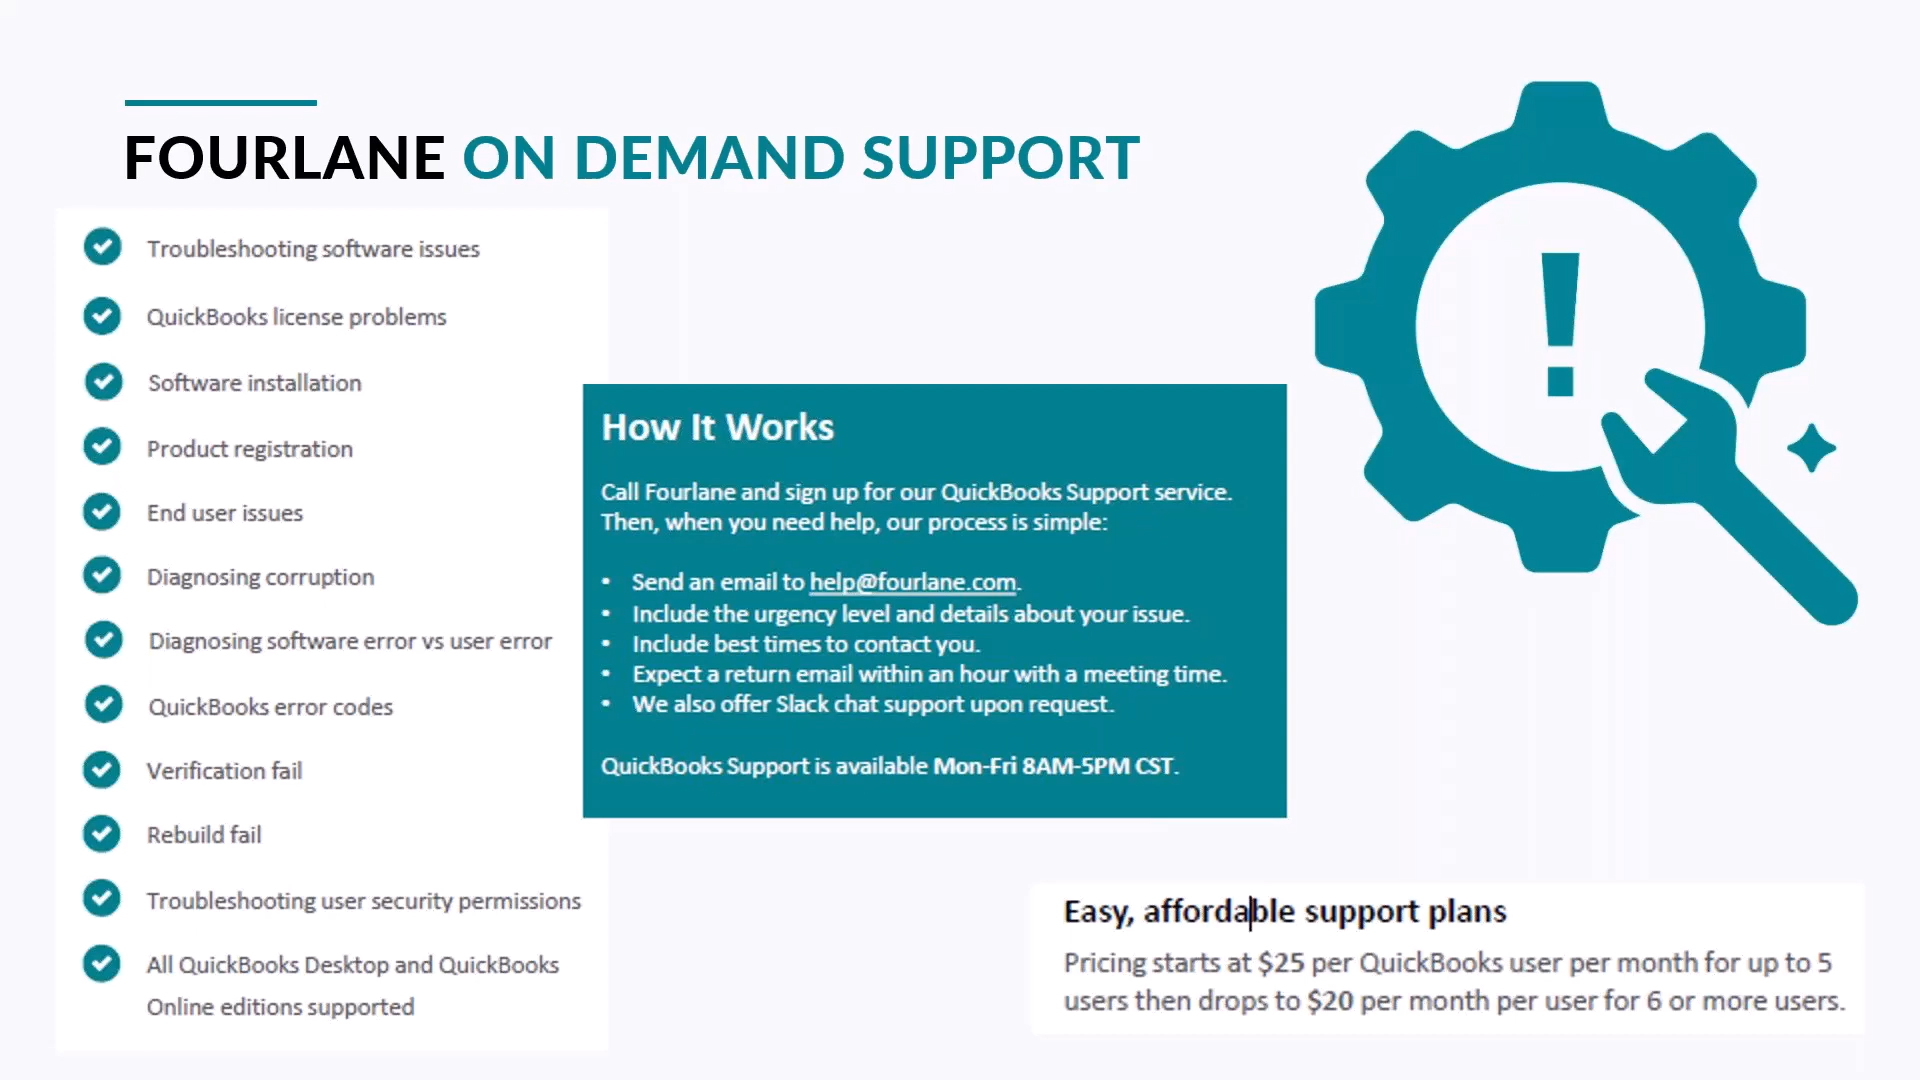 FOURLANE ON DEMAND SUPPORT
Troubleshooting software issues
QuickBooks license problems
Software installation
Product registration
End user issues
Diagnosing corruption
Diagnosing software error vs user error
QuickBooks error codes
Verification fail
Rebuild fail
Troubleshooting user security permissions
All QuickBooks Desktop and QuickBooks
Online editions supported
How It Works
Call Fourlane and sign up for our QuickBooks Support service.
Then, when you need help, our process is simple:
• Send an email to help@fourlane.com.
• Include the urgency level and details about your issue.
• Include best times to contact you.
• Expect a return email within an hour with a meeting time.
• We also offer Slack chat support upon request.
QuickBooks Support is available Mon-Fri 8AM-5PM CST.
Easy, affordable support plans
Pricing starts at $25 per QuickBooks user per month for up to 5
users then drops to $20 per month per user for 6 or more users.